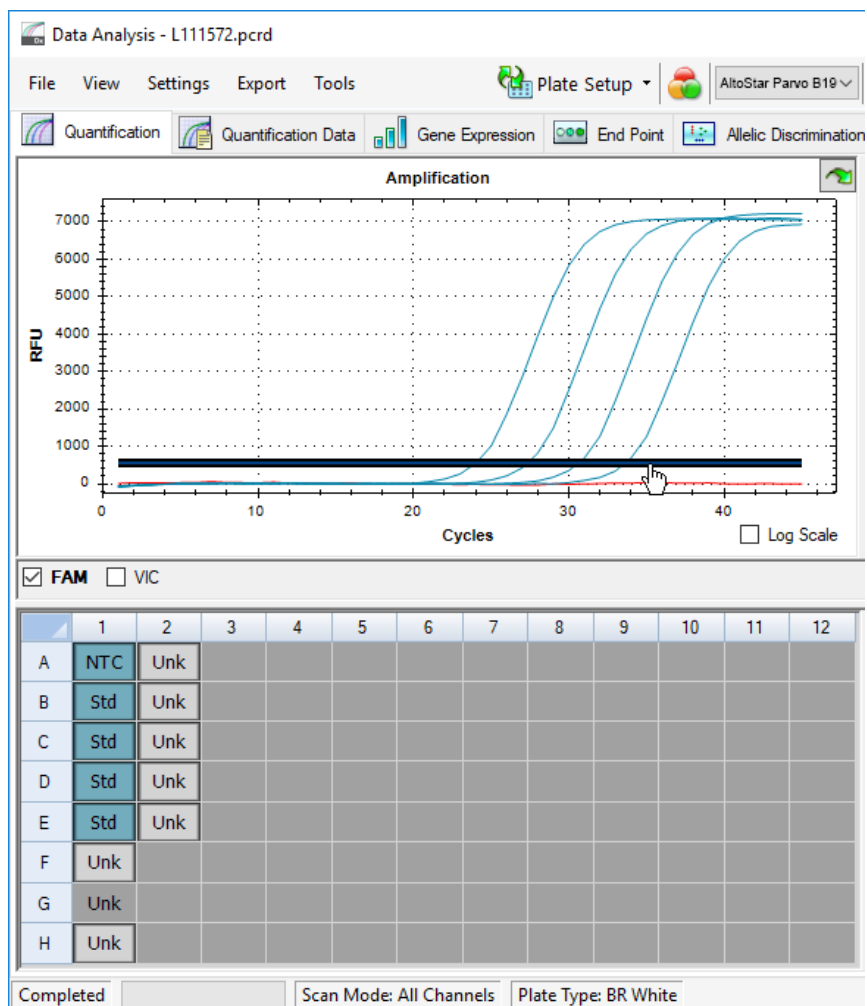 Data Analysis - L111572.pcrd
File View Settings Export Tools Plate Setup AltoStar Parvo B19
Quantification Quantification Data Gene Expression End Point Allelic Discrimination
Amplification
7000
6000
5000
4000
3000
2000
1000
0
RFU
0 10 20 30 40
Cycles
Log Scale
FAM VIC
1 2 3 4 5 6 7 8 9 10 11 12
A NTC Unk
B Std Unk
C Std Unk
D Std Unk
E Std Unk
F Unk
G Unk
H Unk
Completed Scan Mode: All Channels Plate Type: BR White